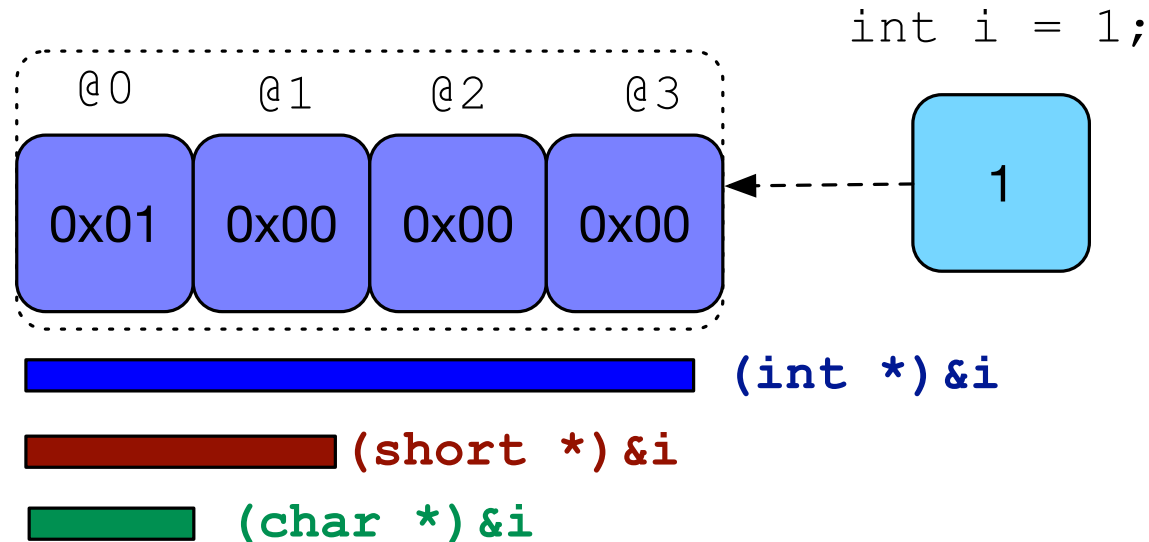 int i = 1;
@0 @1 @2 @3
0x01 0x00 0x00 0x00
1
(int *)&i
(short *)&i
(char *)&i